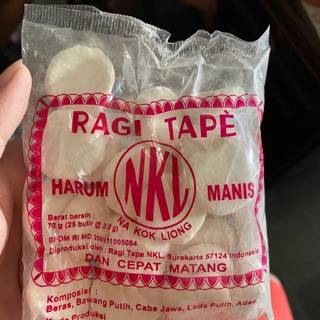 RAGI TAPÈ
NKL
NA KOK LIONG
HARUM MANIS
Berat bersih :
70 g (25 butir @ 2,8 g)
BPOM RI MD 256911005084
Diproduksi oleh : Ragi Tape NKL, Surakarta 57124 Indonesia
DAN CEPAT MATANG
Komposisi :
Beras, Bawang Putih, Cabe Jawa, Lada Putih, Adas
Kode Produksi